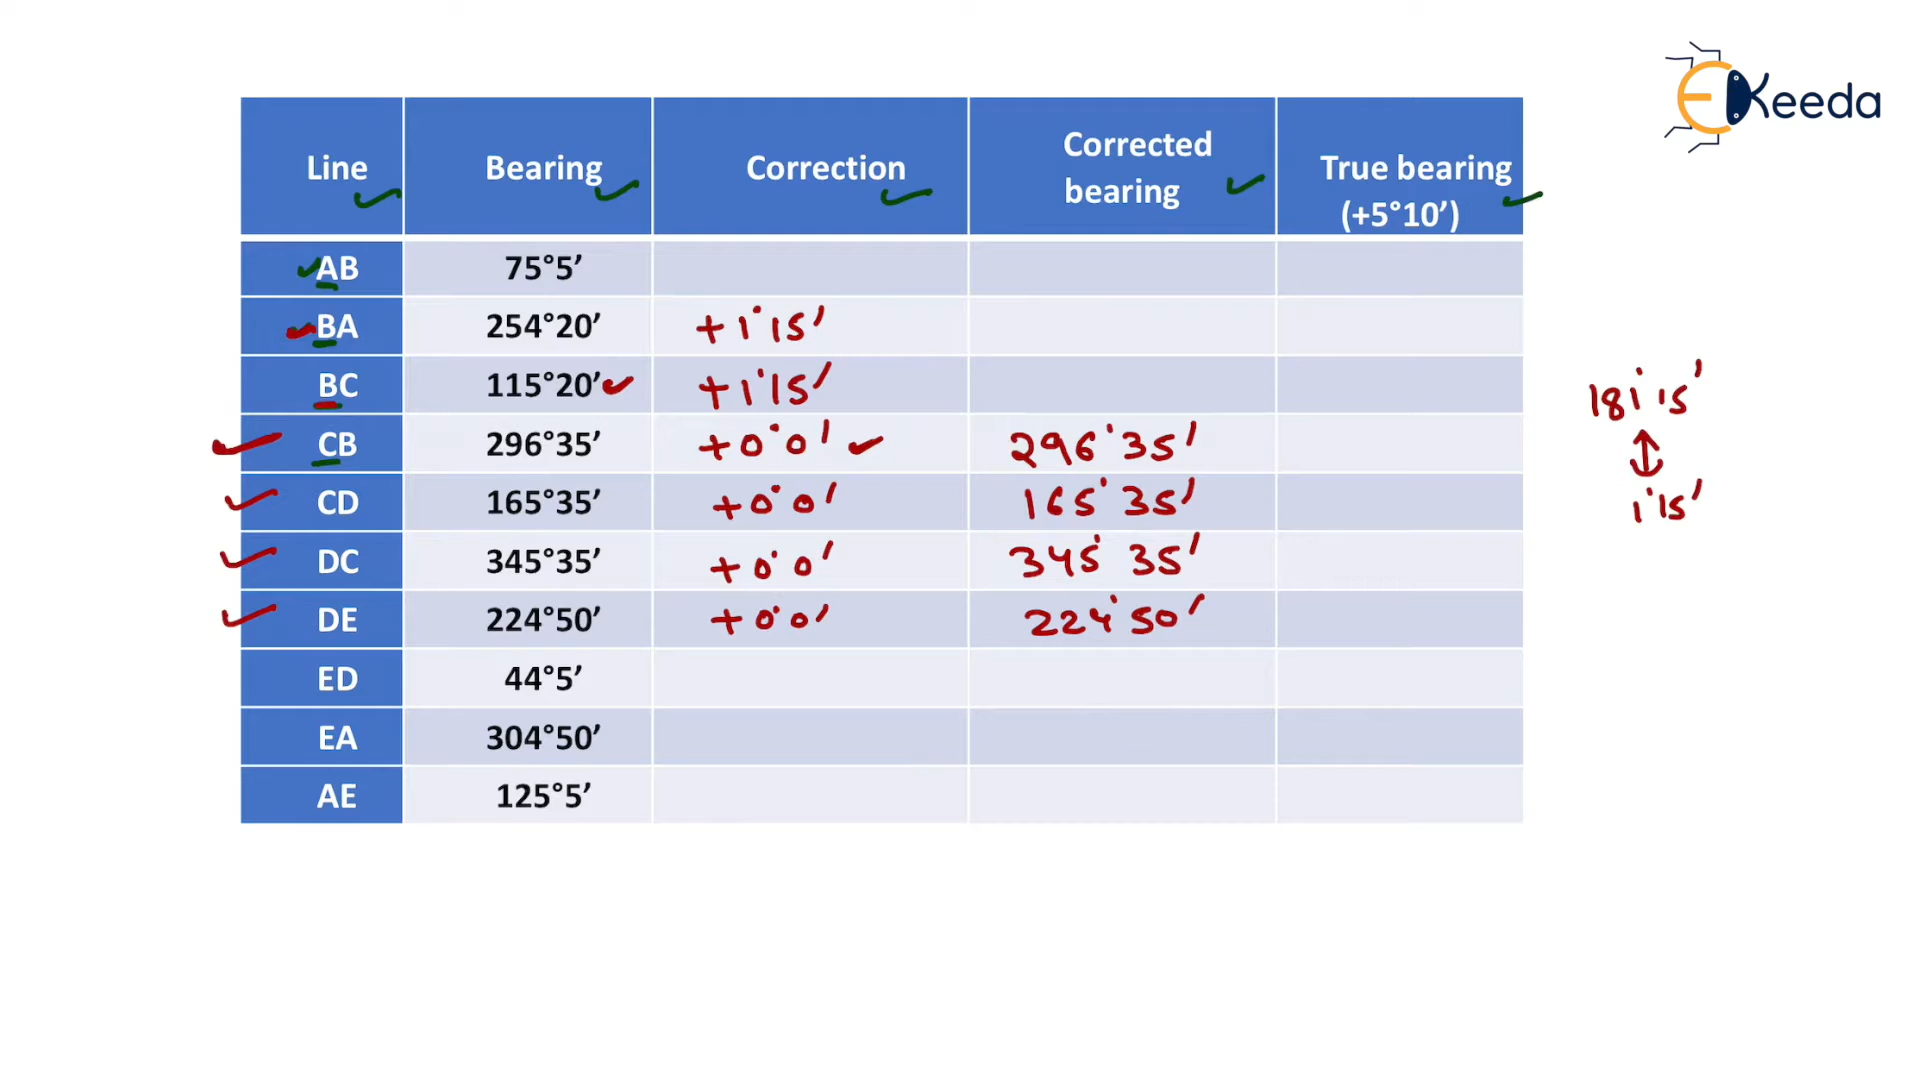 EKeeda
Line Bearing Correction Corrected bearing True bearing (+5°10’)
AB 75°5’
BA 254°20’ +1°15'
BC 115°20’ +1°15'
CB 296°35’ +0°0' 296°35'
CD 165°35’ +0°0' 165°35'
DC 345°35’ +0°0' 345°35'
DE 224°50’ +0°0' 224°50'
ED 44°5’
EA 304°50’
AE 125°5’
181°15'
1°15'